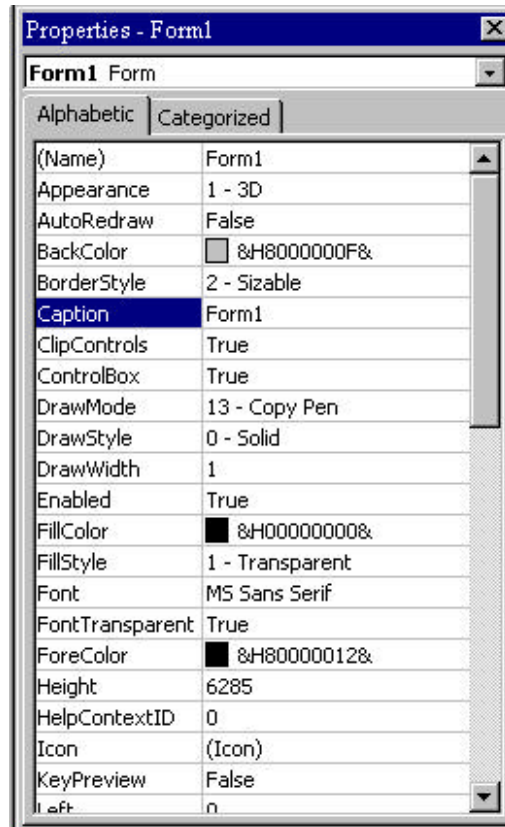 Properties - Form1
Form1 Form
Alphabetic Categorized
(Name) Form1
Appearance 1 - 3D
AutoRedraw False
BackColor &H8000000F&
BorderStyle 2 - Sizable
Caption Form1
ClipControls True
ControlBox True
DrawMode 13 - Copy Pen
DrawStyle 0 - Solid
DrawWidth 1
Enabled True
FillColor &H00000000&
FillStyle 1 - Transparent
Font MS Sans Serif
FontTransparent True
ForeColor &H80000012&
Height 6285
HelpContextID 0
Icon (Icon)
KeyPreview False
Left 0